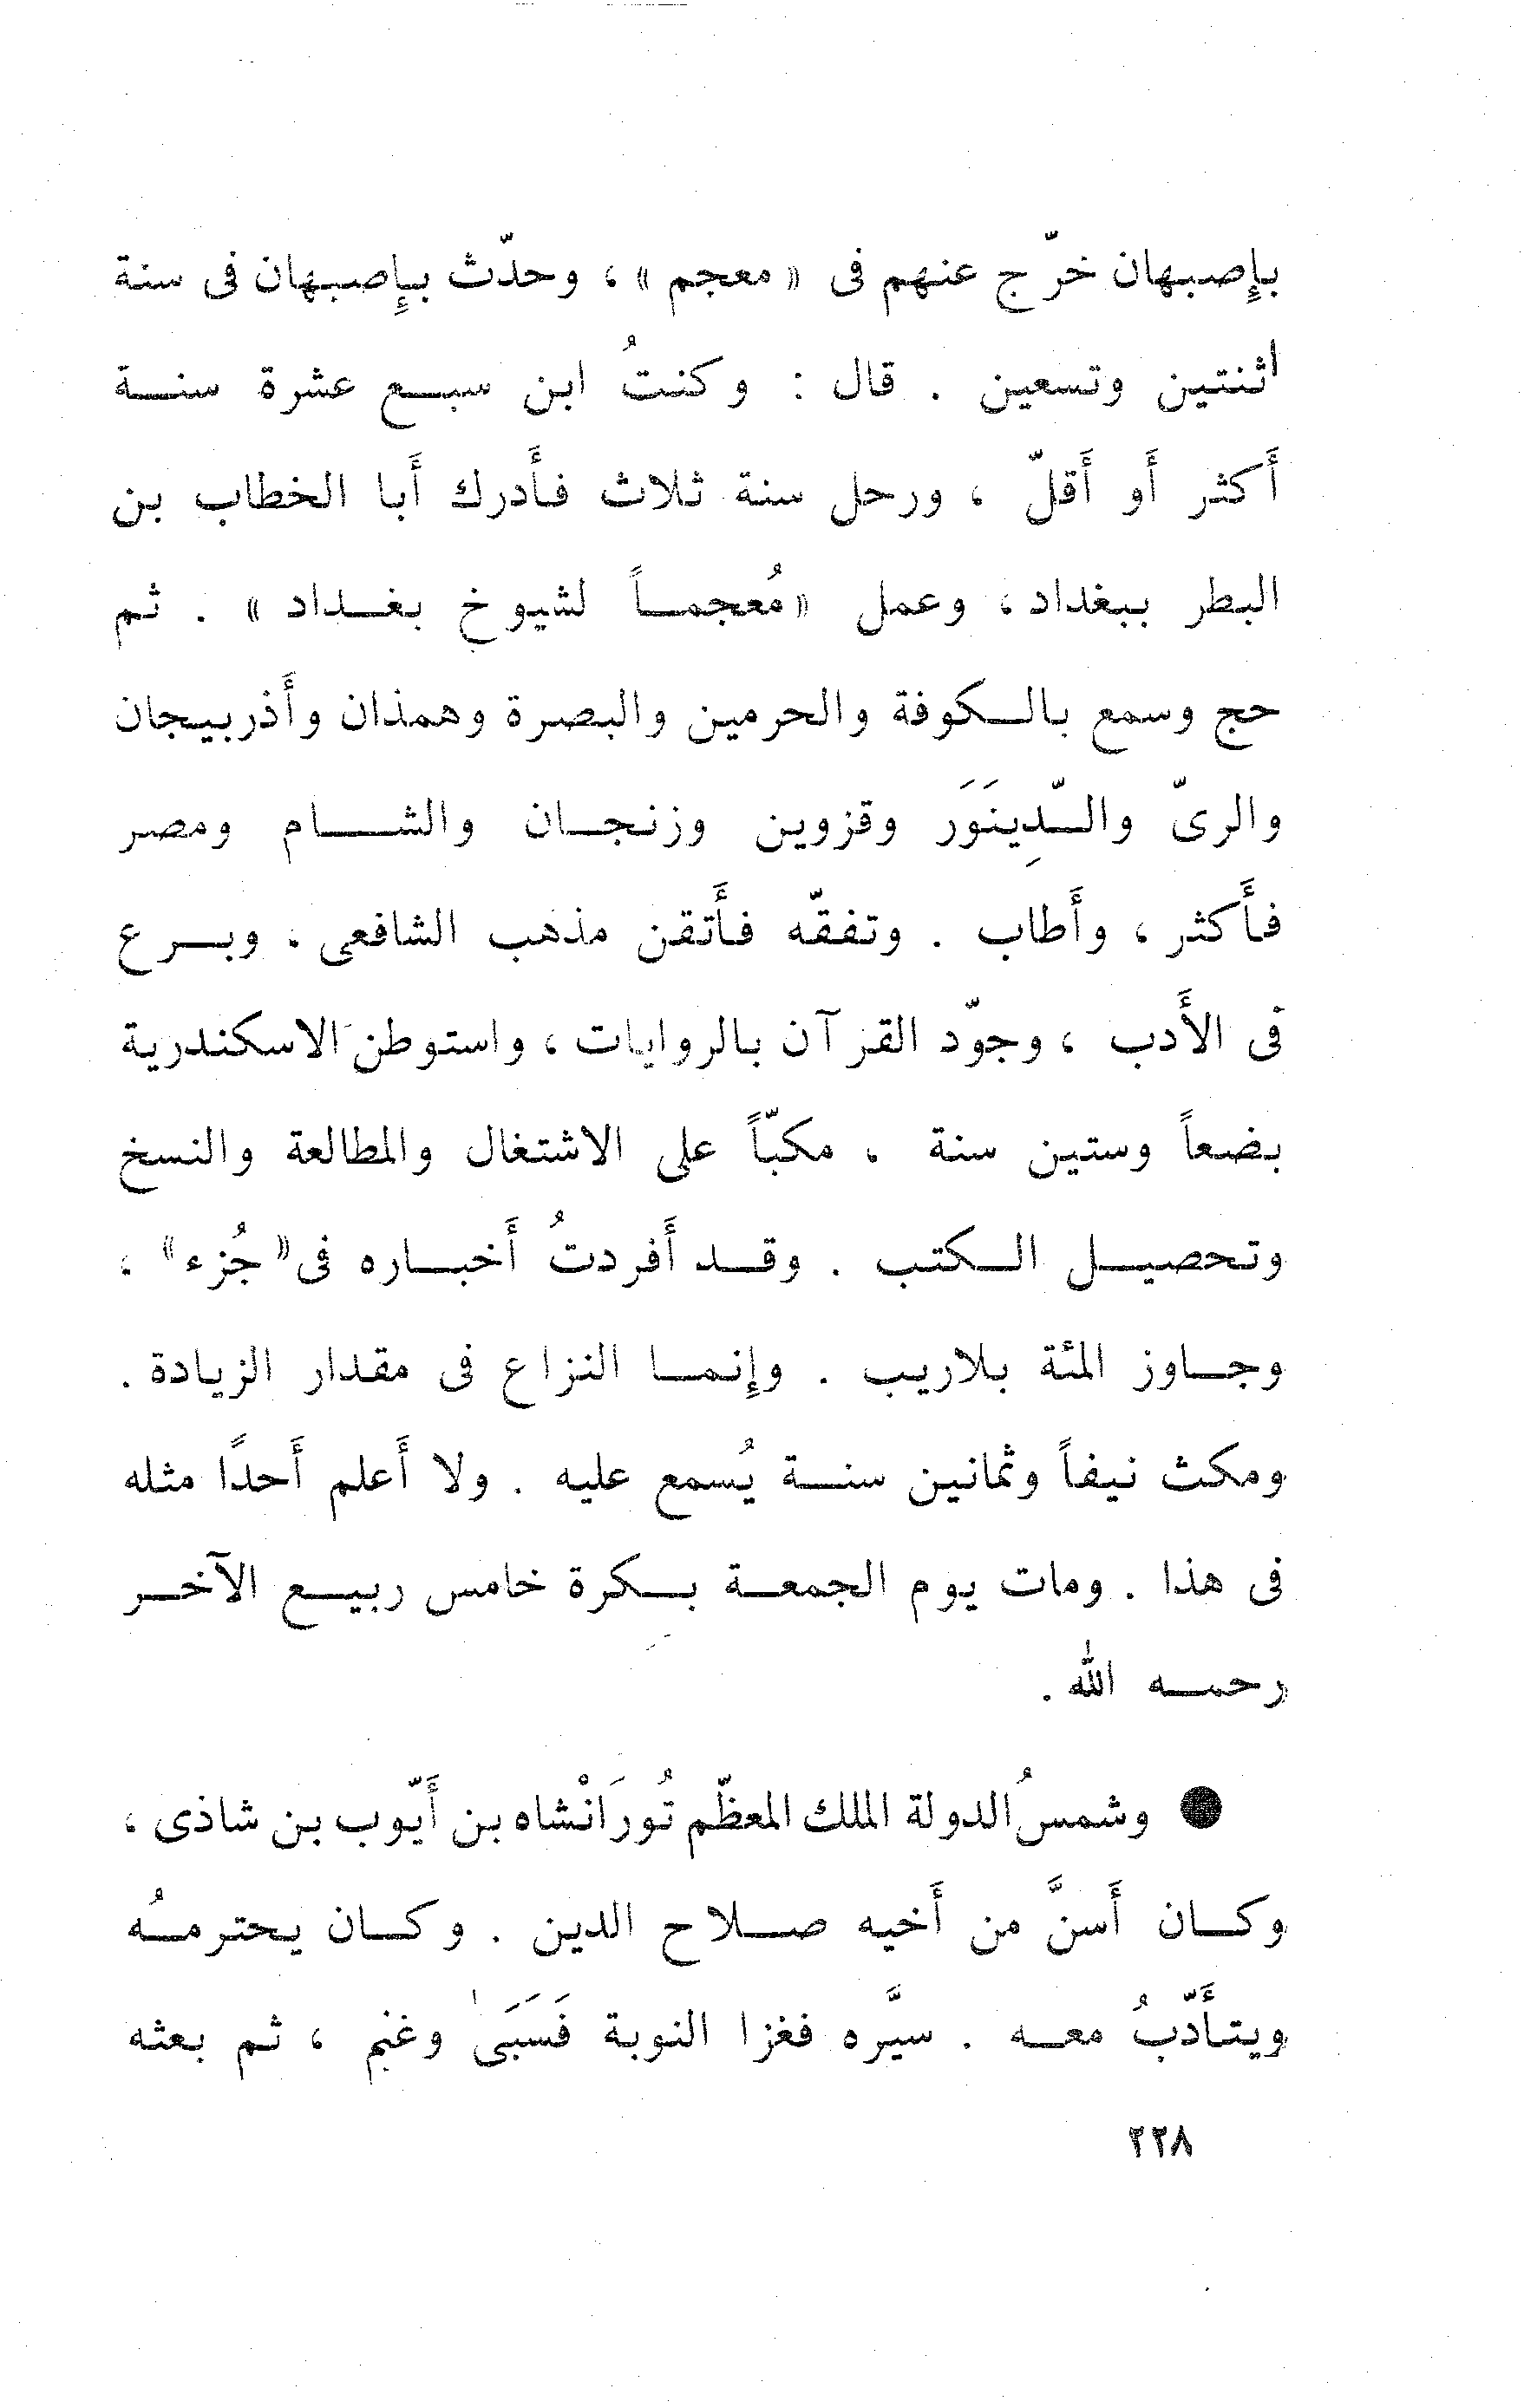 بإِصبهان خرّج عنهم فى « معجم » ، وحدّث بإِصبهان فى سنة
اثنتين وتسعين . قال : وكنتُ ابن سبع عشرة سنة
أَكثر أَو أَقلّ ، ورحل سنة ثلاث فأَدرك أَبا الخطاب بن
البطر ببغداد ، وعمل « مُعجماً لشيوخ بغداد » . ثم
حج وسمع بالكوفة والحرمين والبصرة وهمذان وأَذربيجان
والرىّ والدِّينَوَر وقزوين وزنجان والشام ومصر
فأَكثر ، وأَطاب . وتفقّه فأَتقن مذهب الشافعى . وبرع
فى الأَدب ، وجوّد القرآن بالروايات ، واستوطن الاسكندرية
بضعاً وستين سنة ، مكبّاً على الاشتغال والمطالعة والنسخ
وتحصيل الكتب . وقد أَفردتُ أَخباره فى « جُزء » ،
وجاوز المئة بلاريب . وإِنما النزاع فى مقدار الزيادة .
ومكث نيفاً وثمانين سنة يُسمع عليه . ولا أَعلم أَحدًا مثله
فى هذا . ومات يوم الجمعة بكرة خامس ربيع الآخر
رحمه الله .
● وشمسُ الدولة الملك المعظّم تُورَانْشاه بن أَيّوب بن شاذى ،
وكان أَسنَّ من أَخيه صلاح الدين . وكان يحترمهُ
ويتأَدّبُ معه . سيَّره فغزا النوبة فَسَبَىٰ وغنم ، ثم بعثه
٢٢٨